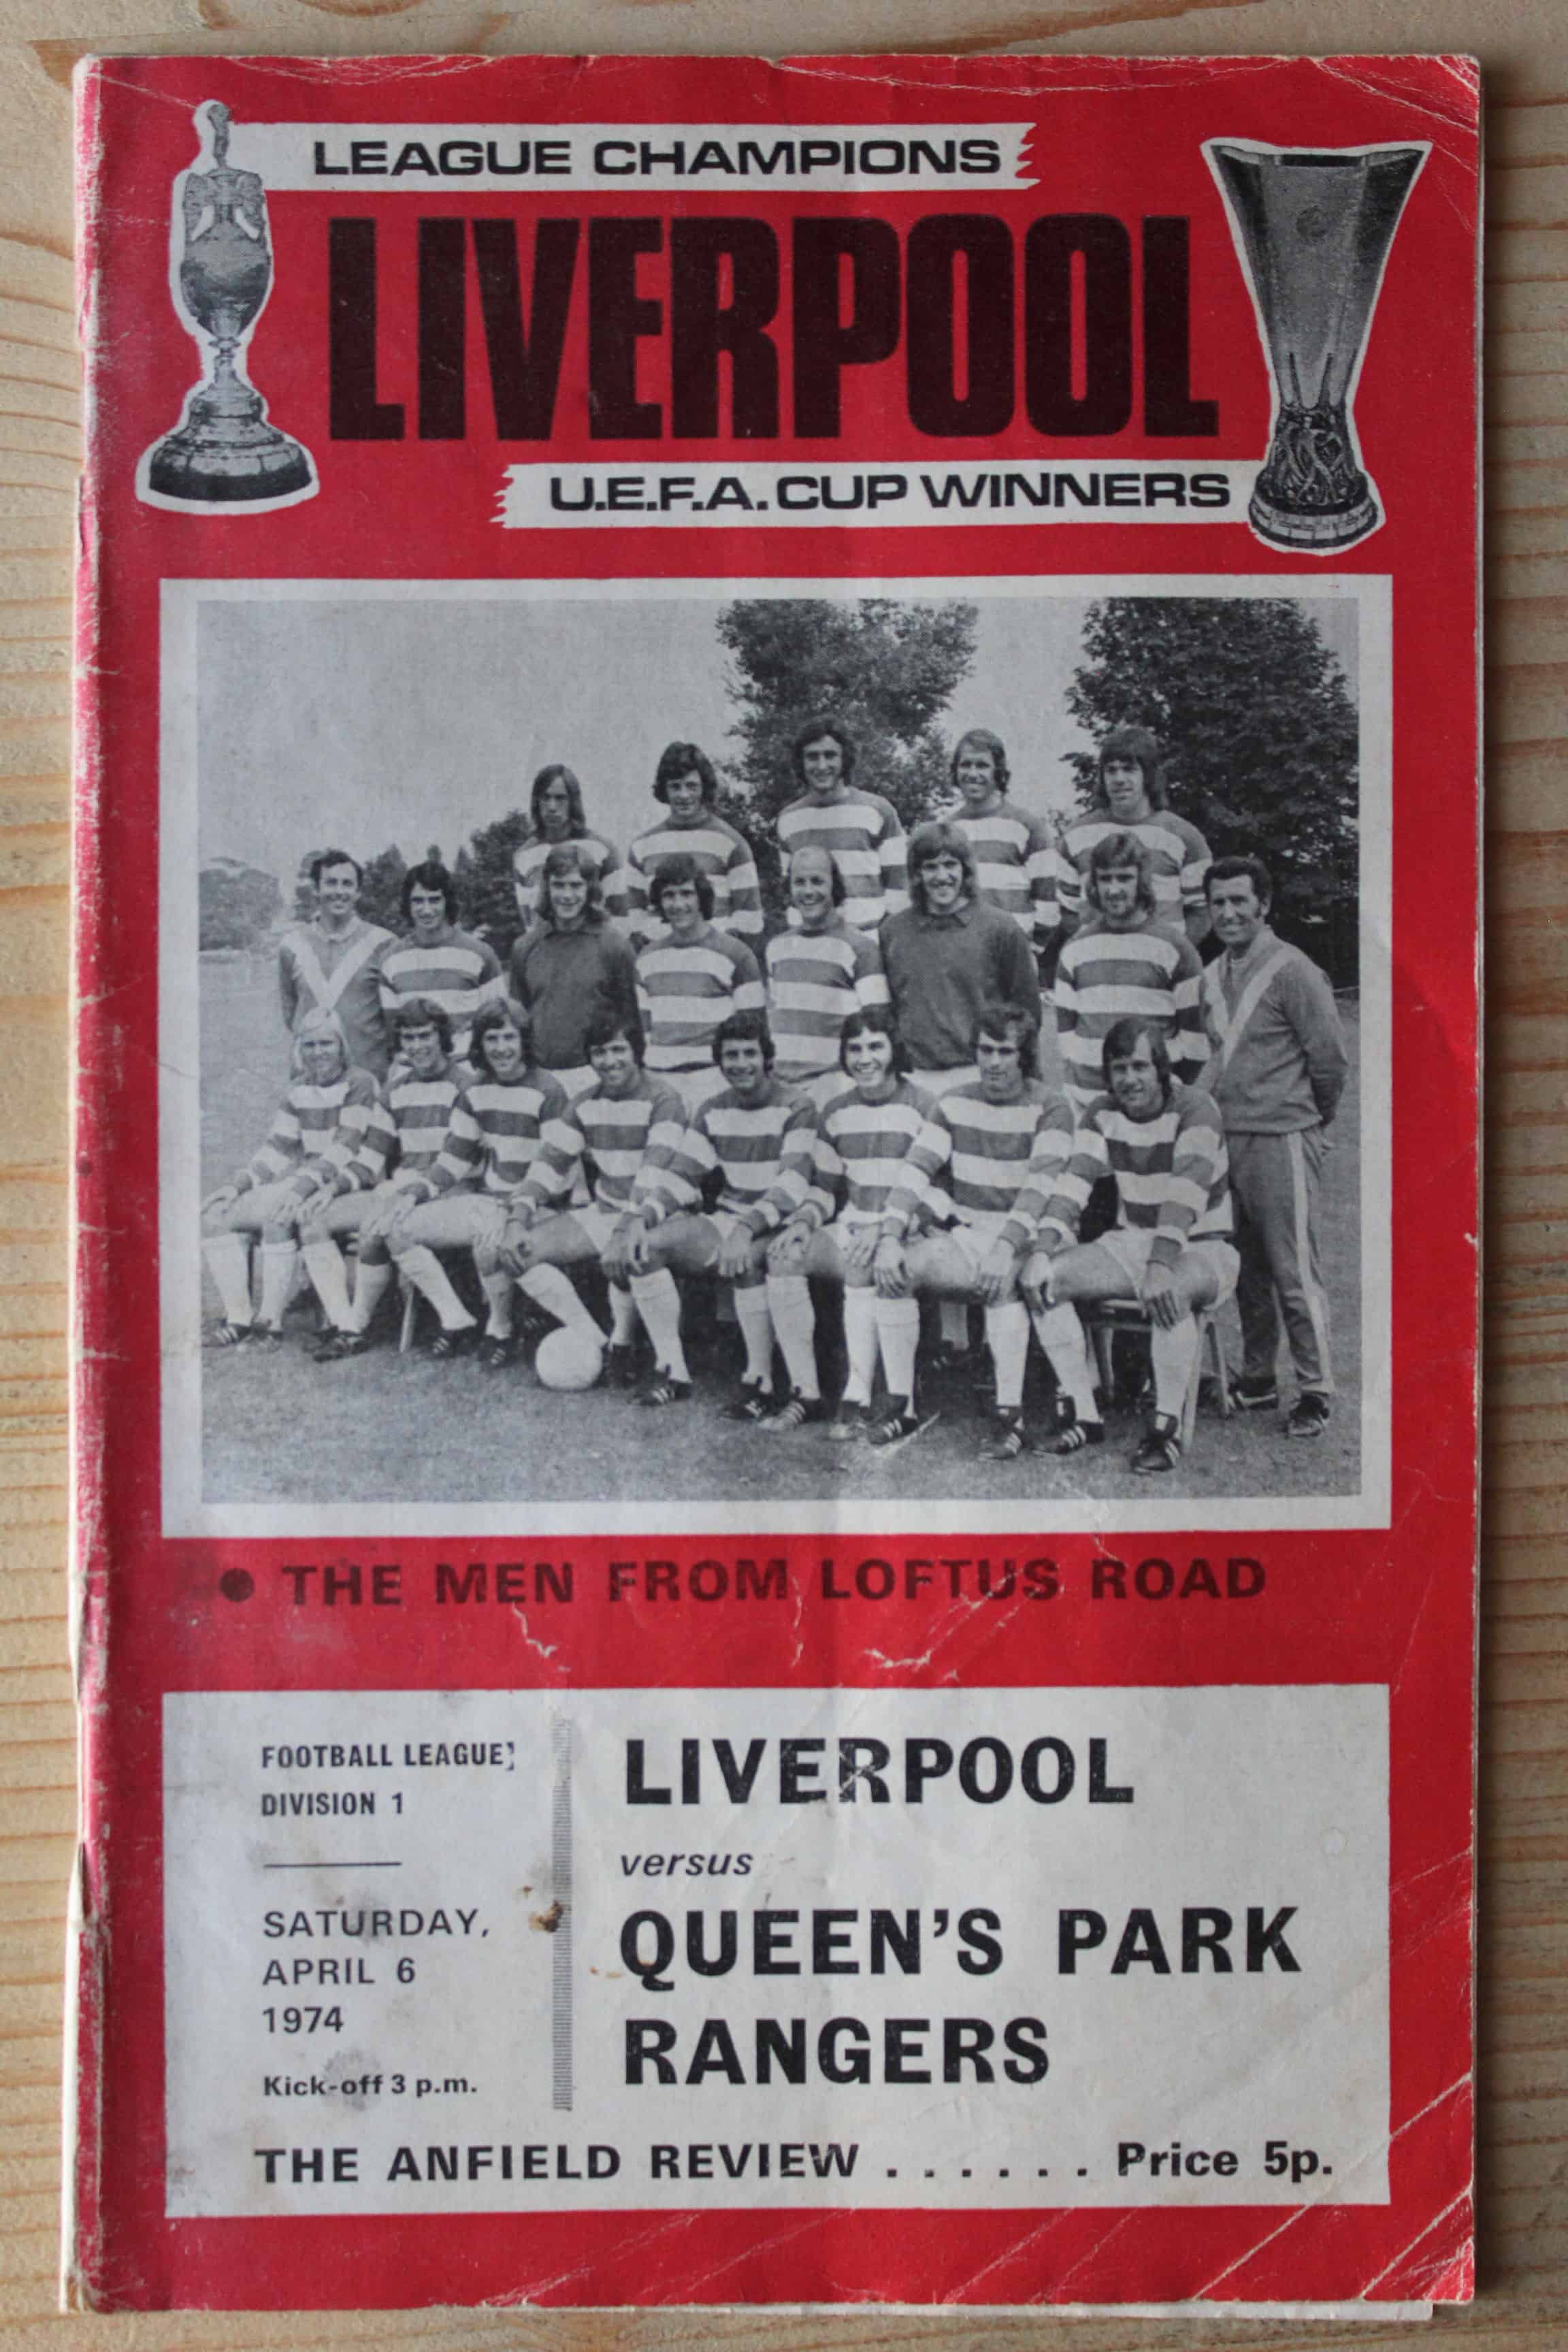 LEAGUE CHAMPIONS
LIVERPOOL
U.E.F.A. CUP WINNERS
● THE MEN FROM LOFTUS ROAD
FOOTBALL LEAGUE
DIVISION 1
SATURDAY,
APRIL 6
1974
Kick-off 3 p.m.
LIVERPOOL
versus
QUEEN'S PARK
RANGERS
THE ANFIELD REVIEW . . . . . . Price 5p.